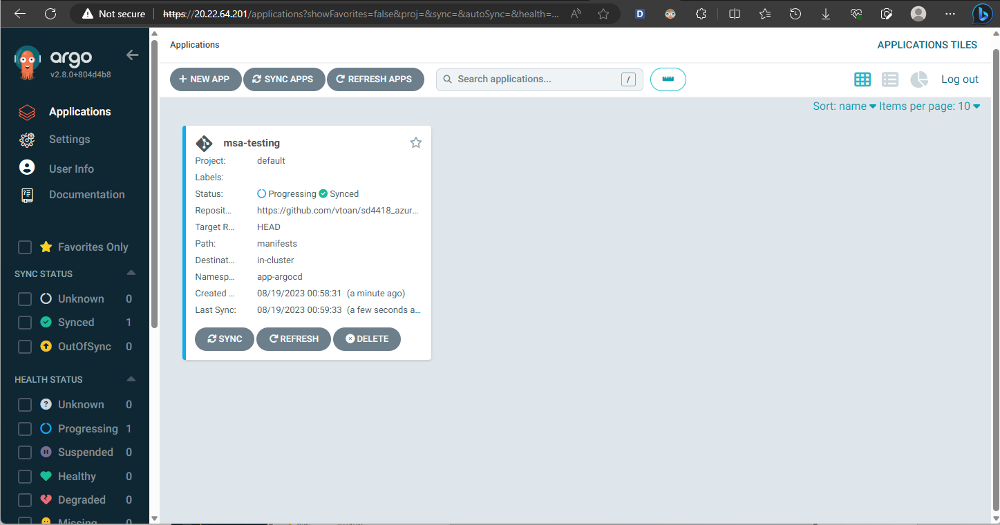 Not secure https://20.22.64.201/applications?showFavorites=false&proj=&sync=&autoSync=&health=...
argo
v2.8.0+804d4b8
Applications
Settings
User Info
Documentation
Favorites Only
SYNC STATUS
Unknown 0
Synced 1
OutOfSync 0
HEALTH STATUS
Unknown 0
Progressing 1
Suspended 0
Healthy 0
Degraded 0
Missing 0
Applications
APPLICATIONS TILES
+ NEW APP SYNC APPS REFRESH APPS Search applications... / Log out
Sort: name Items per page: 10
msa-testing
Project: default
Labels:
Status: Progressing Synced
Reposit... https://github.com/vtoan/sd4418_azur...
Target R... HEAD
Path: manifests
Destinat... in-cluster
Namesp... app-argocd
Created ... 08/19/2023 00:58:31 (a minute ago)
Last Sync: 08/19/2023 00:59:33 (a few seconds a...
SYNC REFRESH DELETE